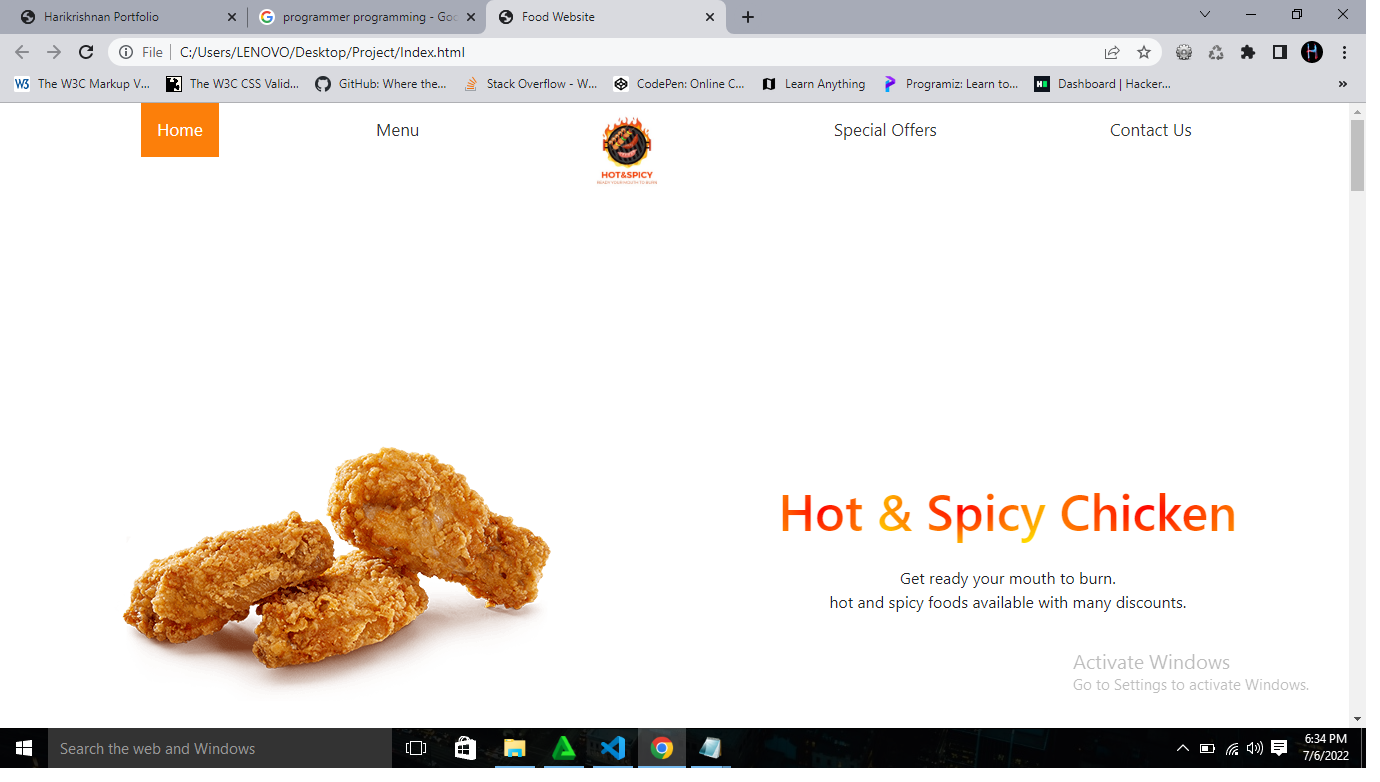 Harikrishnan Portfolio
programmer programming - Goo
Food Website
File
C:/Users/LENOVO/Desktop/Project/Index.html
H
The W3C Markup V...
The W3C CSS Valid...
GitHub: Where the...
Stack Overflow - W...
CodePen: Online C...
Learn Anything
Programiz: Learn to...
Dashboard | Hacker...
»
Home
Menu
HOT&SPICY
READY YOUR MOUTH TO BURN
Special Offers
Contact Us
Hot & Spicy Chicken
Get ready your mouth to burn.
hot and spicy foods available with many discounts.
Activate Windows
Go to Settings to activate Windows.
Search the web and Windows
6:34 PM
7/6/2022